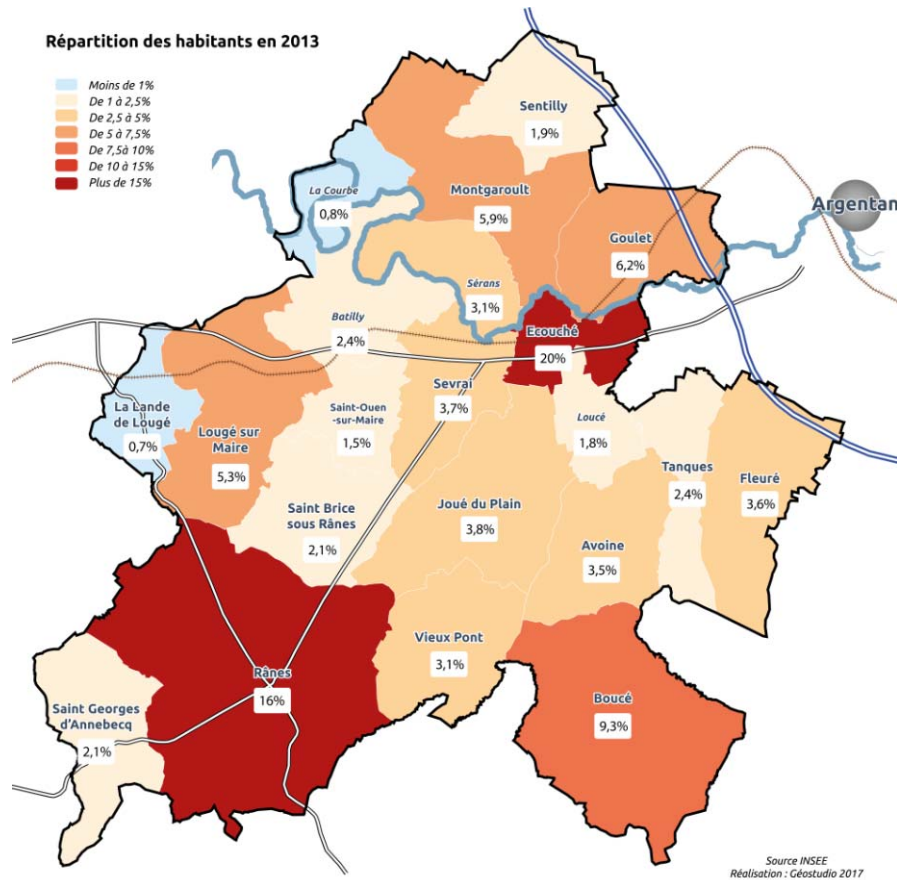 Répartition des habitants en 2013
Moins de 1%
De 1 à 2,5%
De 2,5 à 5%
De 5 à 7,5%
De 7,5à 10%
De 10 à 15%
Plus de 15%
Sentilly
1,9%
La Courbe
0,8%
Montgaroult
5,9%
Argentan
Goulet
6,2%
Sérans
3,1%
Batilly
2,4%
Ecouché
20%
Sevrai
3,7%
La Lande
de Lougé
0,7%
Lougé sur
Maire
5,3%
Saint-Ouen
-sur-Maire
1,5%
Loucé
1,8%
Tanques
2,4%
Fleuré
3,6%
Saint Brice
sous Rânes
2,1%
Joué du Plain
3,8%
Avoine
3,5%
Vieux Pont
3,1%
Rânes
16%
Boucé
9,3%
Saint Georges
d'Annebecq
2,1%
Source INSEE
Réalisation : Géostudio 2017